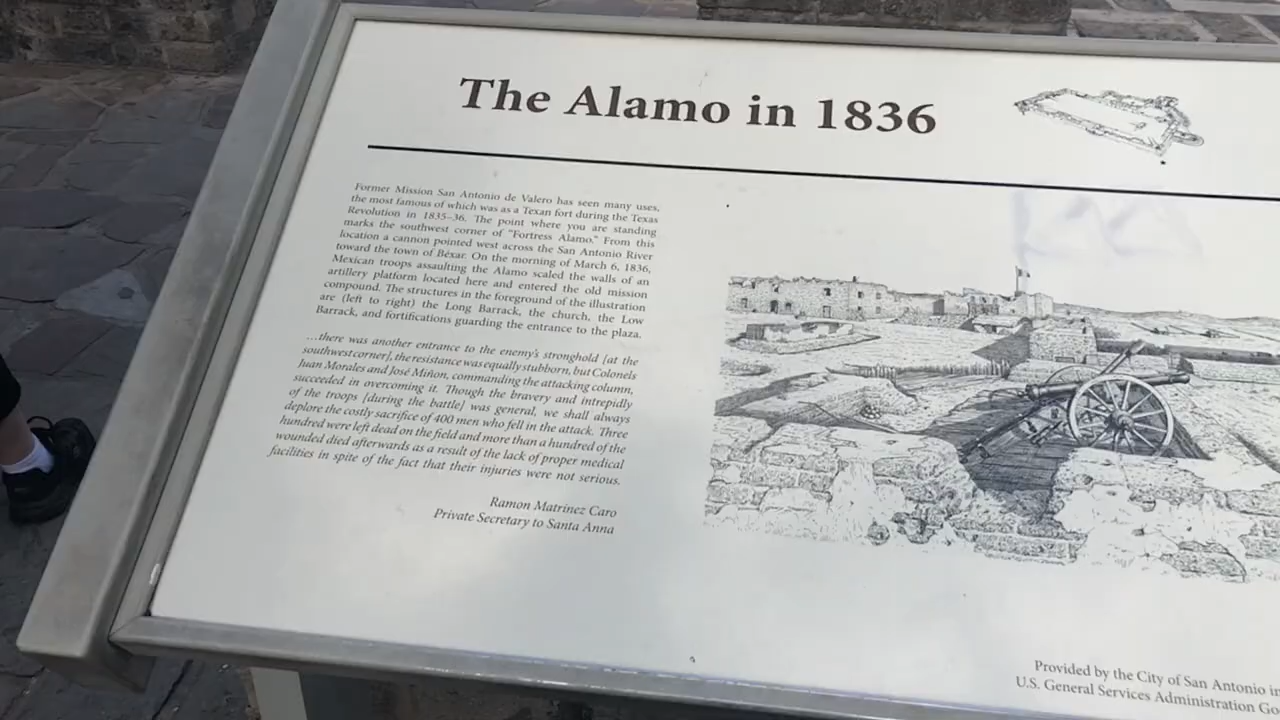 The Alamo in 1836
Former Mission San Antonio de Valero has seen many uses,
the most famous of which was as a Texan fort during the Texas
Revolution in 1835–36. The point where you are standing
marks the southwest corner of "Fortress Alamo." From this
location a cannon pointed west across the San Antonio River
toward the town of Béxar. On the morning of March 6, 1836,
Mexican troops assaulting the Alamo scaled the walls of an
artillery platform located here and entered the old mission
compound. The structures in the foreground of the illustration
are (left to right) the Long Barrack, the church, the Low
Barrack, and fortifications guarding the entrance to the plaza.
...there was another entrance to the enemy's stronghold [at the
southwest corner], the resistance was equally stubborn, but Colonels
Juan Morales and José Miñon, commanding the attacking column,
succeeded in overcoming it. Though the bravery and intrepidly
of the troops [during the battle] was general, we shall always
deplore the costly sacrifice of 400 men who fell in the attack. Three
hundred were left dead on the field and more than a hundred of the
wounded died afterwards as a result of the lack of proper medical
facilities in spite of the fact that their injuries were not serious.
Ramon Matrinez Caro
Private Secretary to Santa Anna
Provided by the City of San Antonio in
U.S. General Services Administration Go